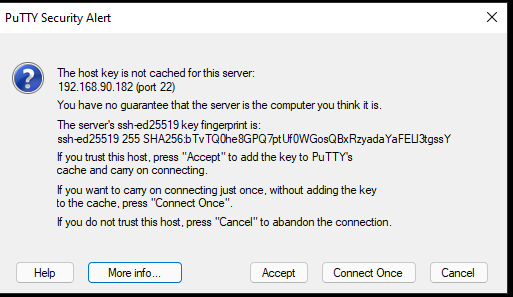 PuTTY Security Alert
The host key is not cached for this server:
192.168.90.182 (port 22)
You have no guarantee that the server is the computer you think it is.
The server's ssh-ed25519 key fingerprint is:
ssh-ed25519 255 SHA256:bTvTQ0he8GPQ7ptUf0WGosQBxRzyadaYaFELl3tgssY
If you trust this host, press "Accept" to add the key to PuTTY's
cache and carry on connecting.
If you want to carry on connecting just once, without adding the key
to the cache, press "Connect Once".
If you do not trust this host, press "Cancel" to abandon the connection.
Help
More info...
Accept
Connect Once
Cancel